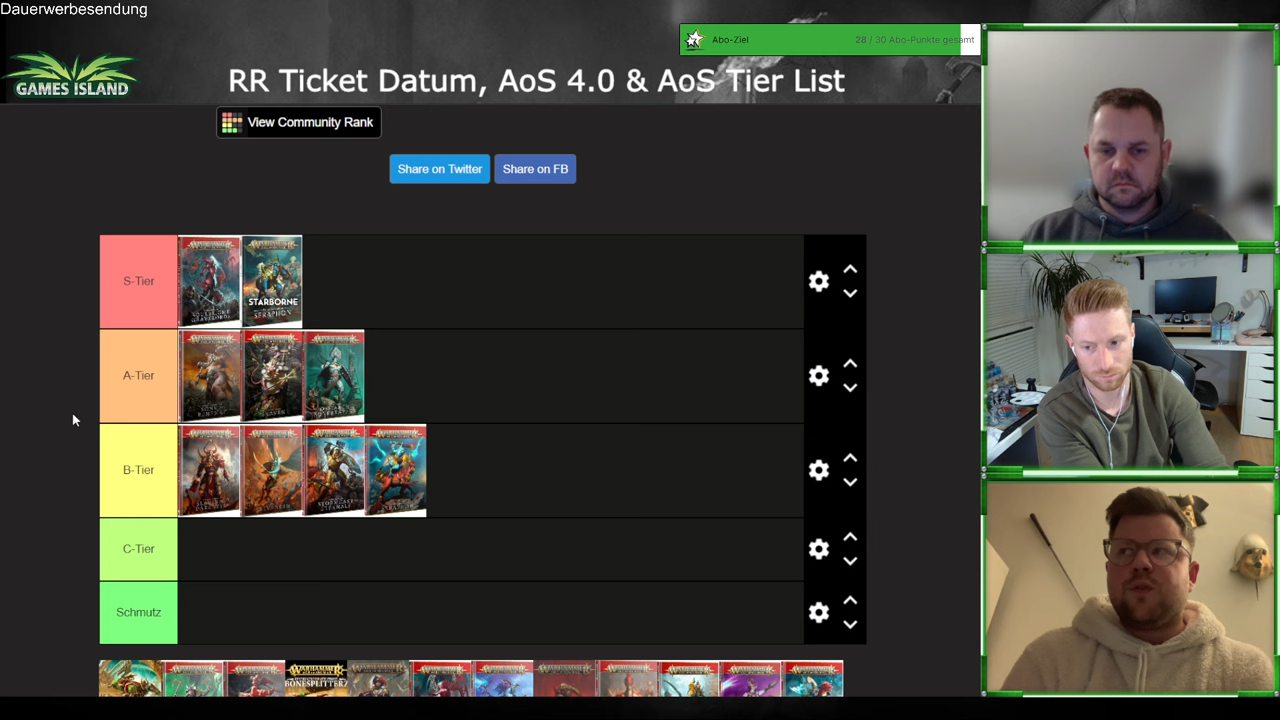 Dauerwerbesendung
Abo-Ziel
28 / 30 Abo-Punkte gesamt
GAMES ISLAND
RR Ticket Datum, AoS 4.0 & AoS Tier List
View Community Rank
Share on Twitter
Share on FB
S-Tier
STARBORNE
SERAPHON
A-Tier
B-Tier
C-Tier
Schmutz
WARHAMMER
BONESPLITTERZ